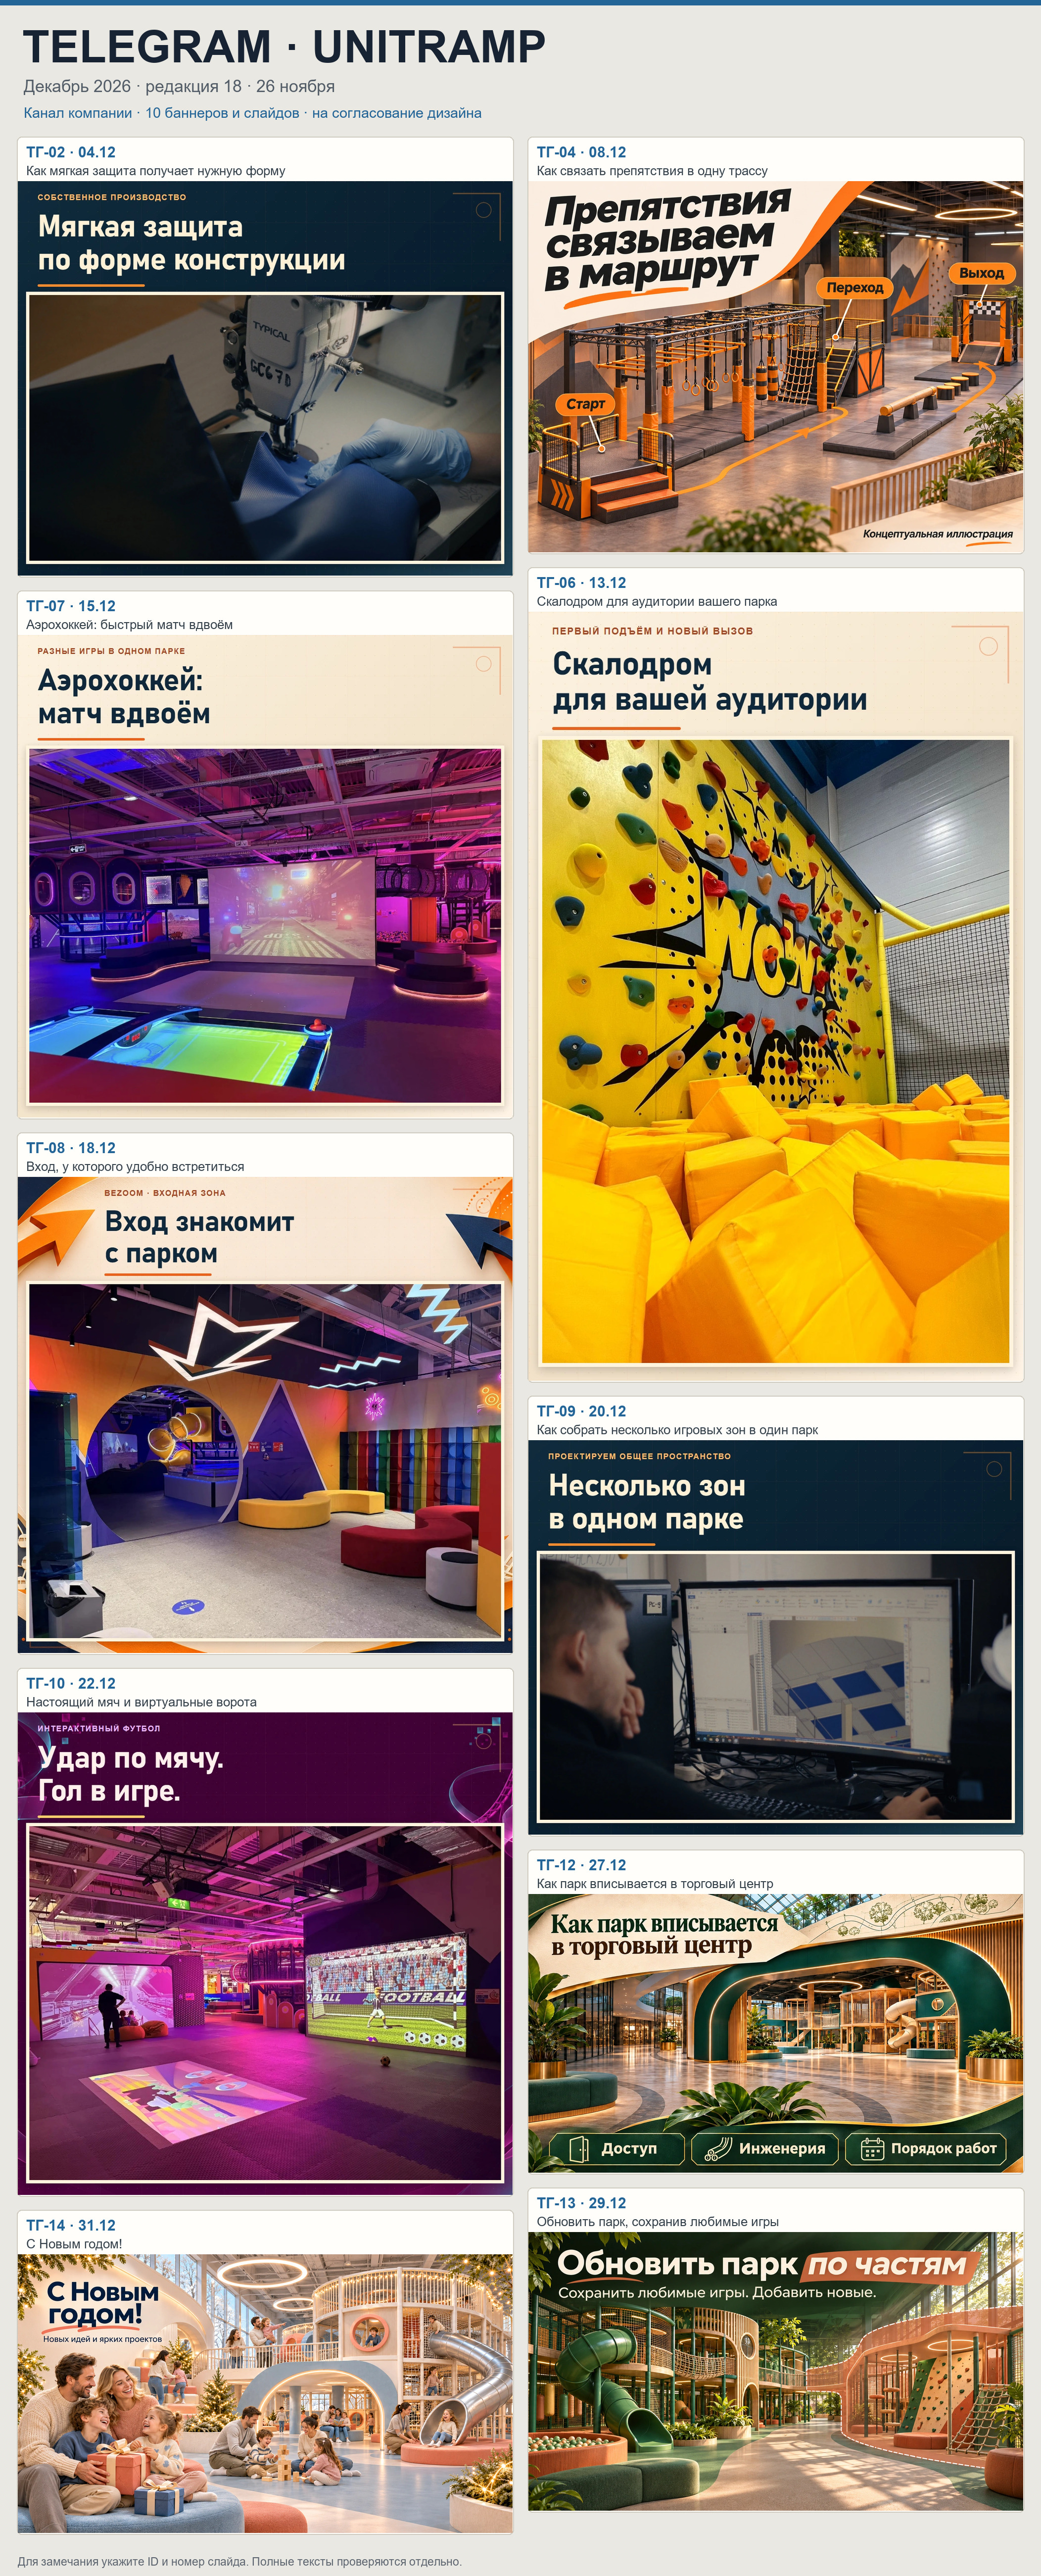 TELEGRAM · UNITRAMP
Декабрь 2026 · редакция 18 · 26 ноября
Канал компании · 10 баннеров и слайдов · на согласование дизайна
ТГ-02 · 04.12
Как мягкая защита получает нужную форму
СОБСТВЕННОЕ ПРОИЗВОДСТВО
Мягкая защита
по форме конструкции
TYPICAL
ТГ-04 · 08.12
Как связать препятствия в одну трассу
Препятствия
связываем
в маршрут
Выход
Переход
Старт
Концептуальная иллюстрация
ТГ-07 · 15.12
Аэрохоккей: быстрый матч вдвоём
РАЗНЫЕ ИГРЫ В ОДНОМ ПАРКЕ
Аэрохоккей:
матч вдвоём
ТГ-06 · 13.12
Скалодром для аудитории вашего парка
ПЕРВЫЙ ПОДЪЁМ И НОВЫЙ ВЫЗОВ
Скалодром
для вашей аудитории
WOW
ТГ-08 · 18.12
Вход, у которого удобно встретиться
BEZOOM · ВХОДНАЯ ЗОНА
Вход знакомит
с парком
ТГ-09 · 20.12
Как собрать несколько игровых зон в один парк
ПРОЕКТИРУЕМ ОБЩЕЕ ПРОСТРАНСТВО
Несколько зон
в одном парке
ТГ-10 · 22.12
Настоящий мяч и виртуальные ворота
ИНТЕРАКТИВНЫЙ ФУТБОЛ
Удар по мячу.
Гол в игре.
FOOTBALL
ТГ-12 · 27.12
Как парк вписывается в торговый центр
Как парк вписывается
в торговый центр
Доступ
Инженерия
Порядок работ
ТГ-14 · 31.12
С Новым годом!
С Новым
годом!
Новых идей и ярких проектов
ТГ-13 · 29.12
Обновить парк, сохранив любимые игры
Обновить парк по частям
Сохранить любимые игры. Добавить новые.
Для замечания укажите ID и номер слайда. Полные тексты проверяются отдельно.